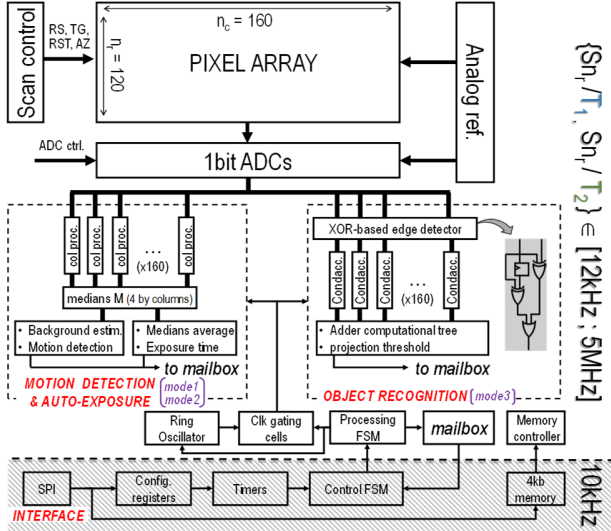 n_c = 160
n_r = 120
Scan control
RS, TG,
RST, AZ
PIXEL ARRAY
Analog ref.
ADC ctrl.
1bit ADCs
{Sn_r/T_1, Sn_r/T_2} ∈ [12kHz ; 5MHz]
col proc.
col proc.
col proc.
...
(x160)
col proc.
medians M (4 by columns)
• Background estim.
• Motion detection
• Medians average
• Exposure time
to mailbox
MOTION DETECTION
& AUTO-EXPOSURE
(mode1
mode2)
XOR-based edge detector
Condacc.
Condacc.
Condacc.
Condacc.
...
(x160)
• Adder computational tree
• projection threshold
to mailbox
OBJECT RECOGNITION (mode3)
Ring
Oscillator
Clk gating
cells
Processing
FSM
mailbox
Memory
controller
SPI
Config.
registers
Timers
Control FSM
4kb
memory
INTERFACE
10kHz